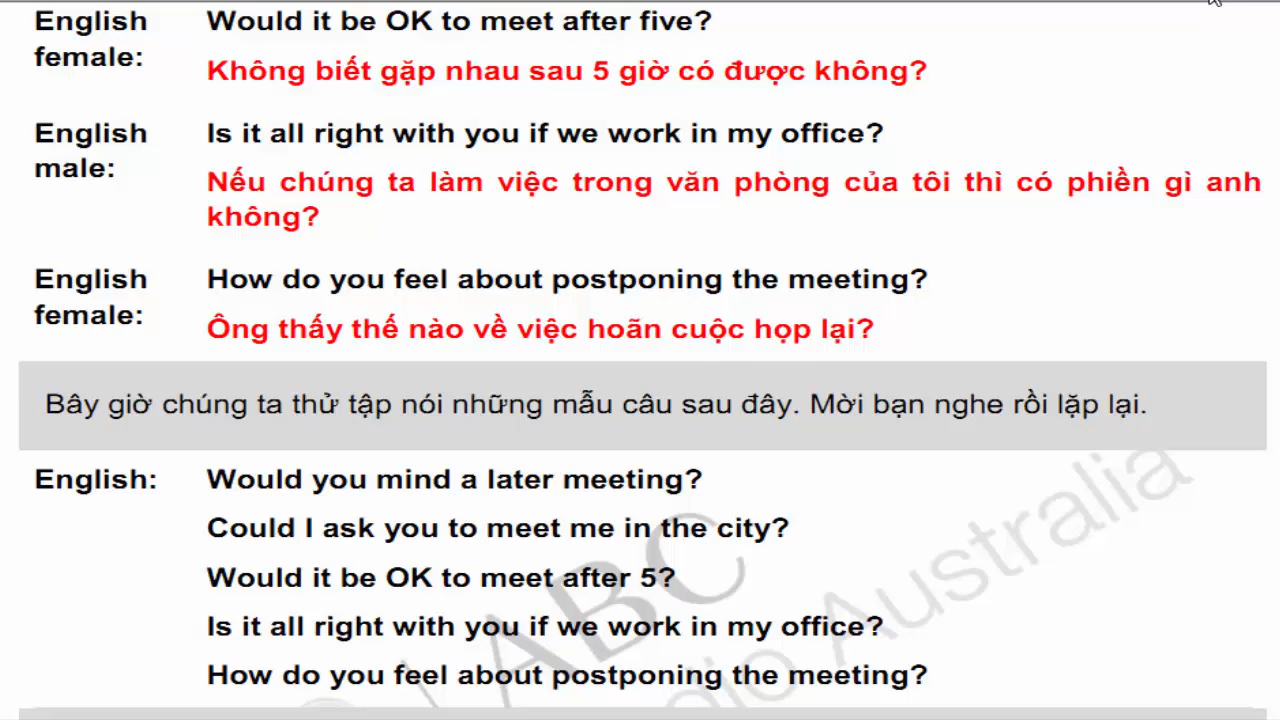 English Would it be OK to meet after five?
female: Không biết gặp nhau sau 5 giờ có được không?
English Is it all right with you if we work in my office?
male: Nếu chúng ta làm việc trong văn phòng của tôi thì có phiền gì anh
không?
English How do you feel about postponing the meeting?
female: Ông thấy thế nào về việc hoãn cuộc họp lại?
Bây giờ chúng ta thử tập nói những mẫu câu sau đây. Mời bạn nghe rồi lặp lại.
English: Would you mind a later meeting?
Could I ask you to meet me in the city?
Would it be OK to meet after 5?
Is it all right with you if we work in my office?
How do you feel about postponing the meeting?
ABC
Australia